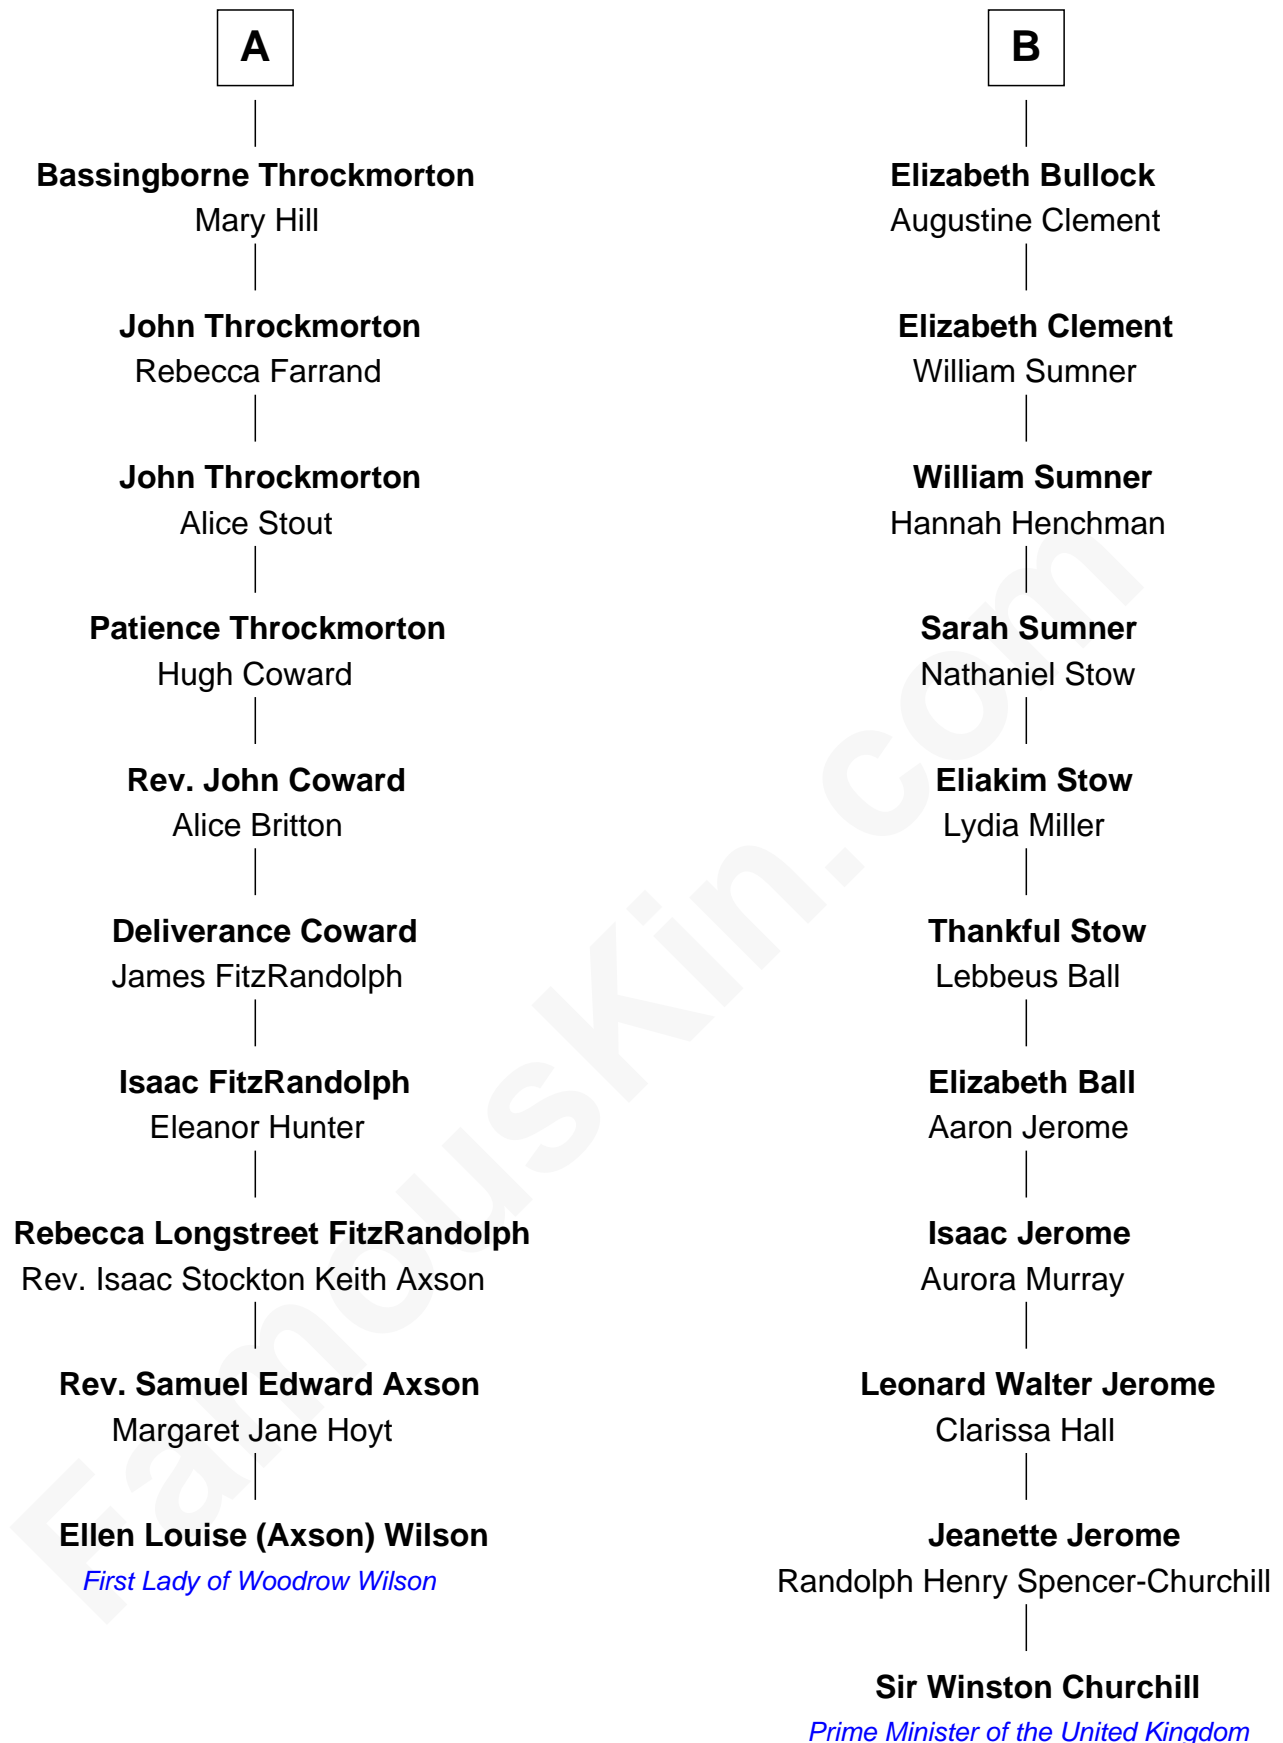 A
Bassingborne Throckmorton
Mary Hill
John Throckmorton
Rebecca Farrand
John Throckmorton
Alice Stout
Patience Throckmorton
Hugh Coward
Rev. John Coward
Alice Britton
Deliverance Coward
James FitzRandolph
Isaac FitzRandolph
Eleanor Hunter
Rebecca Longstreet FitzRandolph
Rev. Isaac Stockton Keith Axson
Rev. Samuel Edward Axson
Margaret Jane Hoyt
Ellen Louise (Axson) Wilson
First Lady of Woodrow Wilson
B
Elizabeth Bullock
Augustine Clement
Elizabeth Clement
William Sumner
William Sumner
Hannah Henchman
Sarah Sumner
Nathaniel Stow
Eliakim Stow
Lydia Miller
Thankful Stow
Lebbeus Ball
Elizabeth Ball
Aaron Jerome
Isaac Jerome
Aurora Murray
Leonard Walter Jerome
Clarissa Hall
Jeanette Jerome
Randolph Henry Spencer-Churchill
Sir Winston Churchill
Prime Minister of the United Kingdom
FamousKin.com